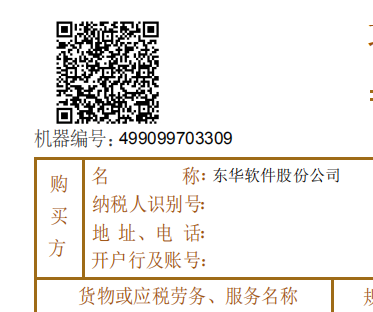 机器编号: 499099703309
购买方
名 称: 东华软件股份公司
纳税人识别号:
地 址、电 话:
开户行及账号:
货物或应税劳务、服务名称